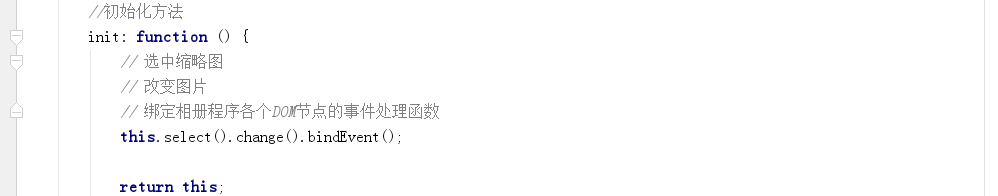 //初始化方法
init: function () {
// 选中缩略图
// 改变图片
// 绑定相册程序各个DOM节点的事件处理函数
this.select().change().bindEvent();
return this;